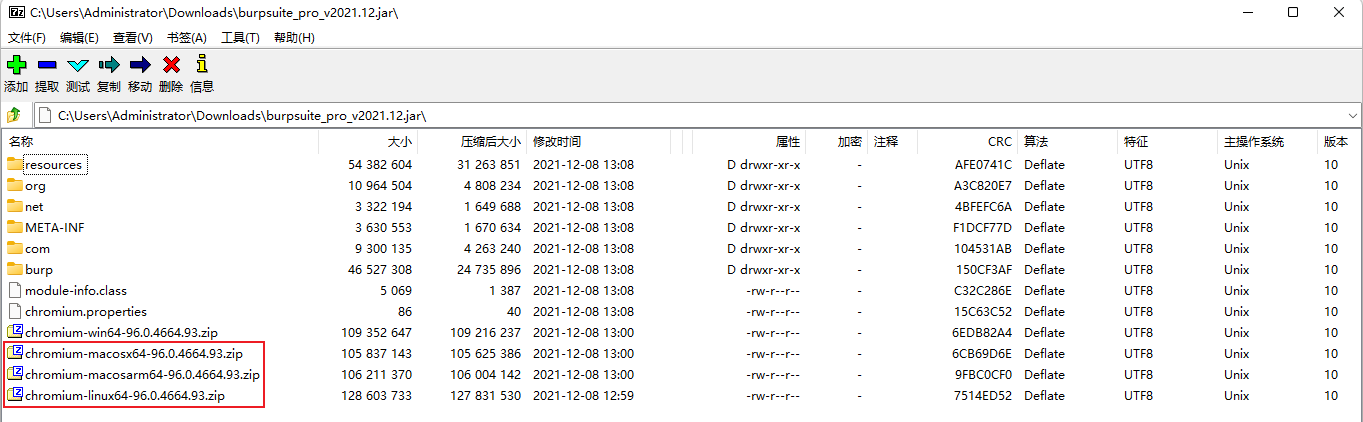 C:\Users\Administrator\Downloads\burpsuite_pro_v2021.12.jar\
文件(F) 编辑(E) 查看(V) 书签(A) 工具(T) 帮助(H)
添加 提取 测试 复制 移动 删除 信息
C:\Users\Administrator\Downloads\burpsuite_pro_v2021.12.jar\
名称 大小 压缩后大小 修改时间 属性 加密 注释 CRC 算法 特征 主操作系统 版本
resources 54 382 604 31 263 851 2021-12-08 13:08 D drwxr-xr-x - AFE0741C Deflate UTF8 Unix 10
org 10 964 504 4 808 234 2021-12-08 13:08 D drwxr-xr-x - A3C820E7 Deflate UTF8 Unix 10
net 3 322 194 1 649 688 2021-12-08 13:08 D drwxr-xr-x - 4BFEFC6A Deflate UTF8 Unix 10
META-INF 3 630 553 1 670 634 2021-12-08 13:08 D drwxr-xr-x - F1DCF77D Deflate UTF8 Unix 10
com 9 300 135 4 263 240 2021-12-08 13:08 D drwxr-xr-x - 104531AB Deflate UTF8 Unix 10
burp 46 527 308 24 735 896 2021-12-08 13:08 D drwxr-xr-x - 150CF3AF Deflate UTF8 Unix 10
module-info.class 5 069 1 387 2021-12-08 13:08 -rw-r--r-- - C32C286E Deflate UTF8 Unix 10
chromium.properties 86 40 2021-12-08 13:08 -rw-r--r-- - 15C63C52 Deflate UTF8 Unix 10
chromium-win64-96.0.4664.93.zip 109 352 647 109 216 237 2021-12-08 13:00 -rw-r--r-- - 6EDB82A4 Deflate UTF8 Unix 10
chromium-macosx64-96.0.4664.93.zip 105 837 143 105 625 386 2021-12-08 13:00 -rw-r--r-- - 6CB69D6E Deflate UTF8 Unix 10
chromium-macosarm64-96.0.4664.93.zip 106 211 370 106 004 142 2021-12-08 13:00 -rw-r--r-- - 9FBC0CF0 Deflate UTF8 Unix 10
chromium-linux64-96.0.4664.93.zip 128 603 733 127 831 530 2021-12-08 12:59 -rw-r--r-- - 7514ED52 Deflate UTF8 Unix 10